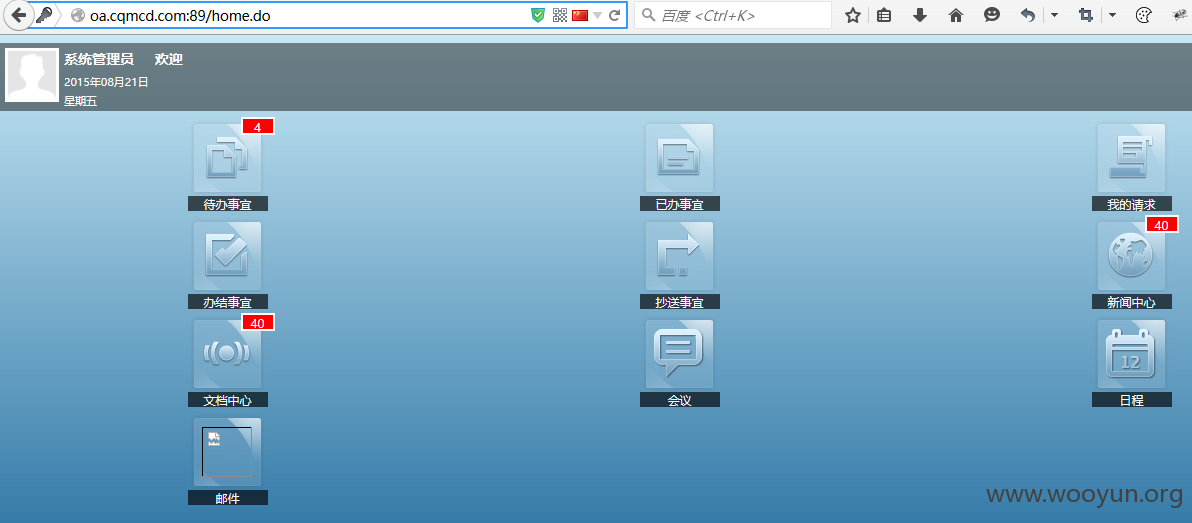 oa.cqmcd.com:89/home.do
百度 <Ctrl+K>
系统管理员 欢迎
2015年08月21日
星期五
4
待办事宜
已办事宜
我的请求
40
办结事宜
抄送事宜
新闻中心
40
12
文档中心
会议
日程
邮件
www.wooyun.org